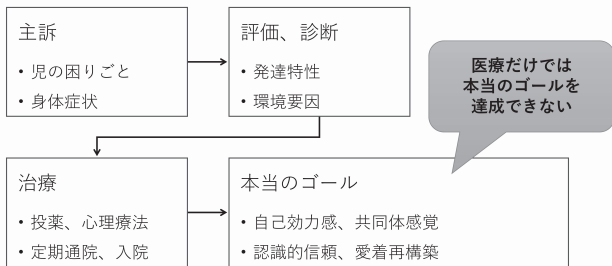 主訴
• 児の困りごと
• 身体症状
評価、診断
• 発達特性
• 環境要因
医療だけでは
本当のゴールを
達成できない
治療
• 投薬、心理療法
• 定期通院、入院
本当のゴール
• 自己効力感、共同体感覚
• 認識的信頼、愛着再構築